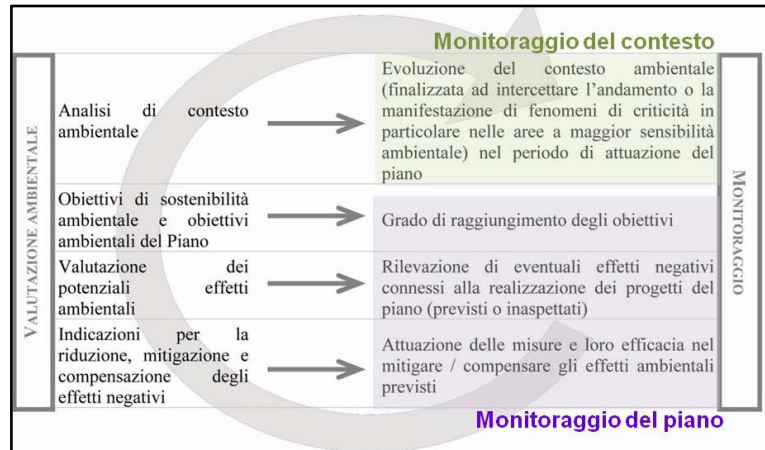 Monitoraggio del contesto
VALUTAZIONE AMBIENTALE
Analisi di contesto
ambientale
Evoluzione del contesto ambientale
(finalizzata ad intercettare l'andamento o la
manifestazione di fenomeni di criticità in
particolare nelle aree a maggior sensibilità
ambientale) nel periodo di attuazione del
piano
Obiettivi di sostenibilità
ambientale e obiettivi
ambientali del Piano
Grado di raggiungimento degli obiettivi
Valutazione dei
potenziali effetti
ambientali
Rilevazione di eventuali effetti negativi
connessi alla realizzazione dei progetti del
piano (previsti o inaspettati)
Indicazioni per la
riduzione, mitigazione e
compensazione degli
effetti negativi
Attuazione delle misure e loro efficacia nel
mitigare / compensare gli effetti ambientali
previsti
MONITORAGGIO
Monitoraggio del piano